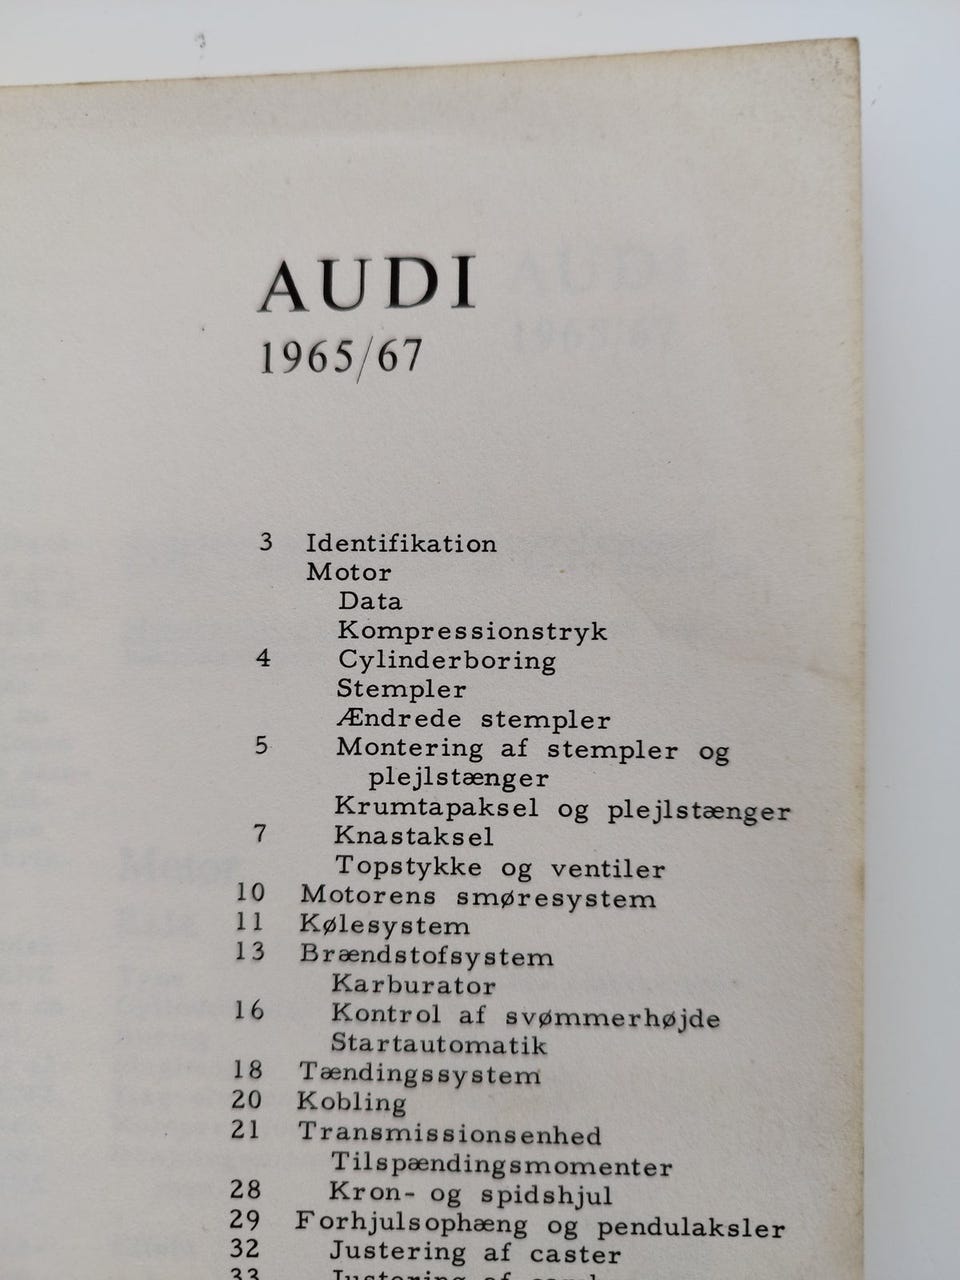 AUDI
1965/67
3 Identifikation
Motor
Data
Kompressionstryk
4 Cylinderboring
Stempler
Ændrede stempler
5 Montering af stempler og
plejlstænger
Krumtapaksel og plejlstænger
7 Knastaksel
Topstykke og ventiler
10 Motorens smøresystem
11 Kølesystem
13 Brændstofsystem
Karburator
16 Kontrol af svømmerhøjde
Startautomatik
18 Tændingssystem
20 Kobling
21 Transmissionsenhed
Tilspændingsmomenter
28 Kron- og spidshjul
29 Forhjulsophæng og pendulaksler
32 Justering af caster
33 Justering af